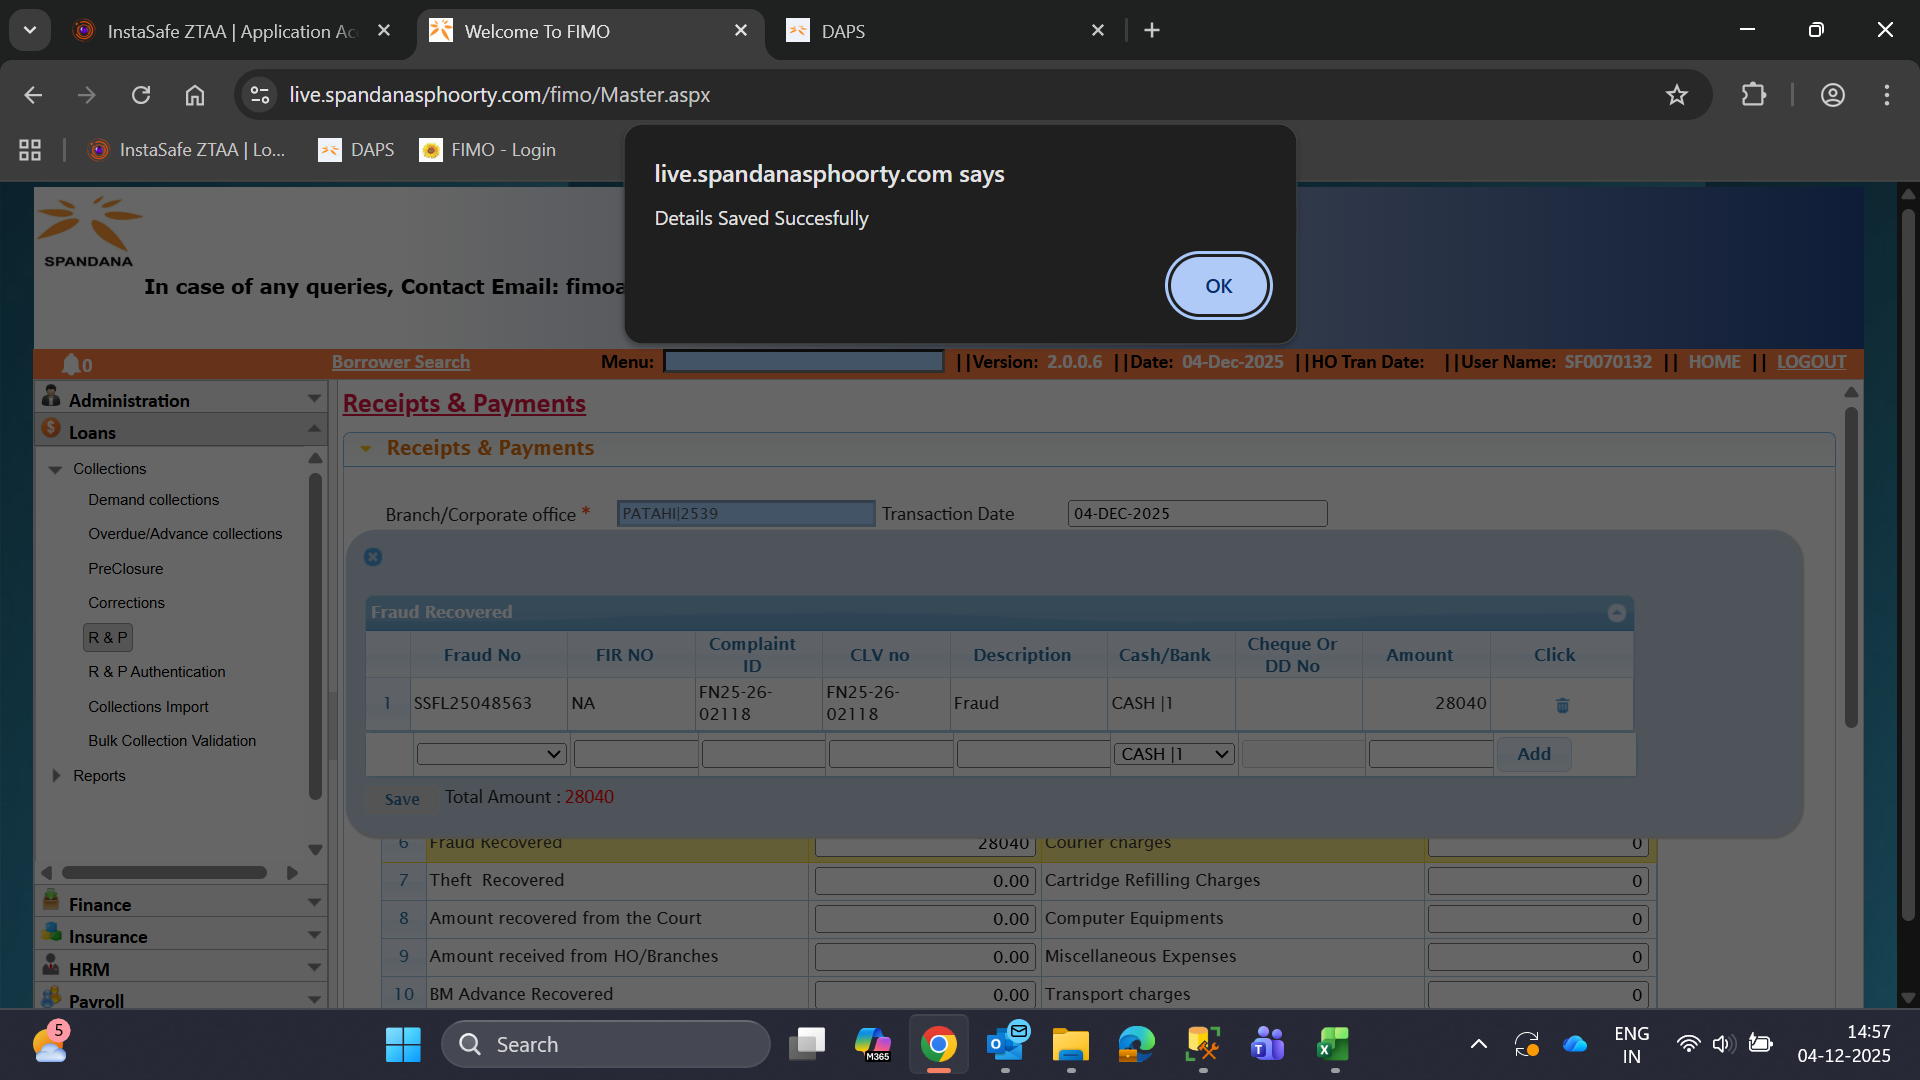 InstaSafe ZTAA | Application Acc
Welcome To FIMO
DAPS
live.spandanasphoorty.com/fimo/Master.aspx
InstaSafe ZTAA | Lo...
DAPS
FIMO - Login
live.spandanasphoorty.com says
Details Saved Succesfully
OK
SPANDANA
In case of any queries, Contact Email: fimoa
0
Borrower Search
Menu:
||Version: 2.0.0.6 ||Date: 04-Dec-2025 ||HO Tran Date: ||User Name: SF0070132 || HOME || LOGOUT
Administration
Loans
Collections
Demand collections
Overdue/Advance collections
PreClosure
Corrections
R & P
R & P Authentication
Collections Import
Bulk Collection Validation
Reports
Finance
Insurance
HRM
Payroll
Receipts & Payments
Receipts & Payments
Branch/Corporate office * PATAHI|2539 Transaction Date 04-DEC-2025
Fraud Recovered
Fraud No FIR NO Complaint ID CLV no Description Cash/Bank Cheque Or DD No Amount Click
1 SSFL25048563 NA FN25-26-02118 FN25-26-02118 Fraud CASH |1 28040
CASH |1 Add
Save Total Amount : 28040
6 Fraud Recovered 28040 Courier charges 0
7 Theft Recovered 0.00 Cartridge Refilling Charges 0
8 Amount recovered from the Court 0.00 Computer Equipments 0
9 Amount received from HO/Branches 0.00 Miscellaneous Expenses 0
10 BM Advance Recovered 0.00 Transport charges 0
5
Search
M365
ENG
IN
14:57
04-12-2025